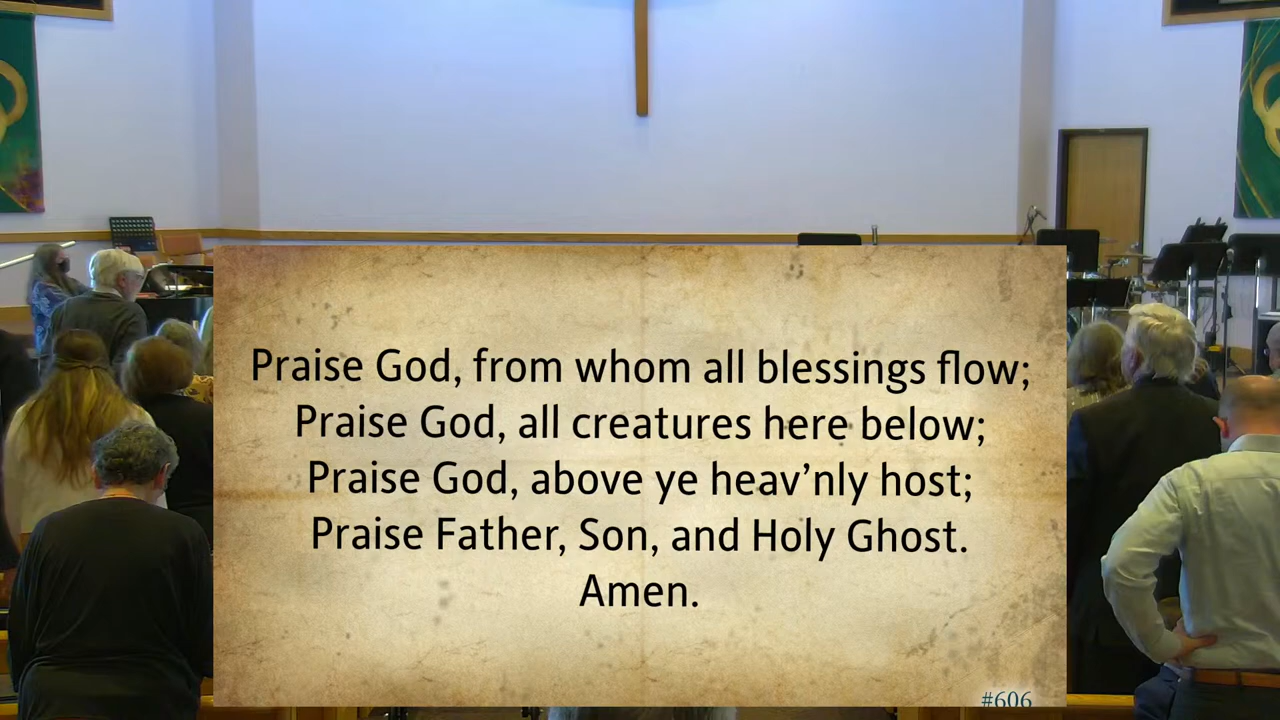 Praise God, from whom all blessings flow;
Praise God, all creatures here below;
Praise God, above ye heav’nly host;
Praise Father, Son, and Holy Ghost.
Amen.
#606